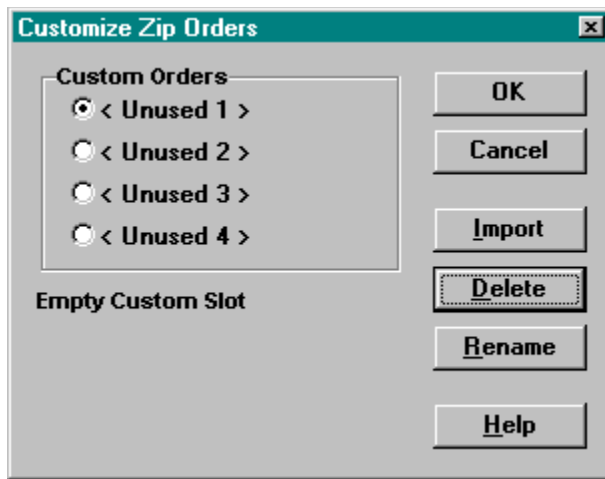 Customize Zip Orders
Custom Orders
< Unused 1 >
< Unused 2 >
< Unused 3 >
< Unused 4 >
Empty Custom Slot
OK
Cancel
Import
Delete
Rename
Help